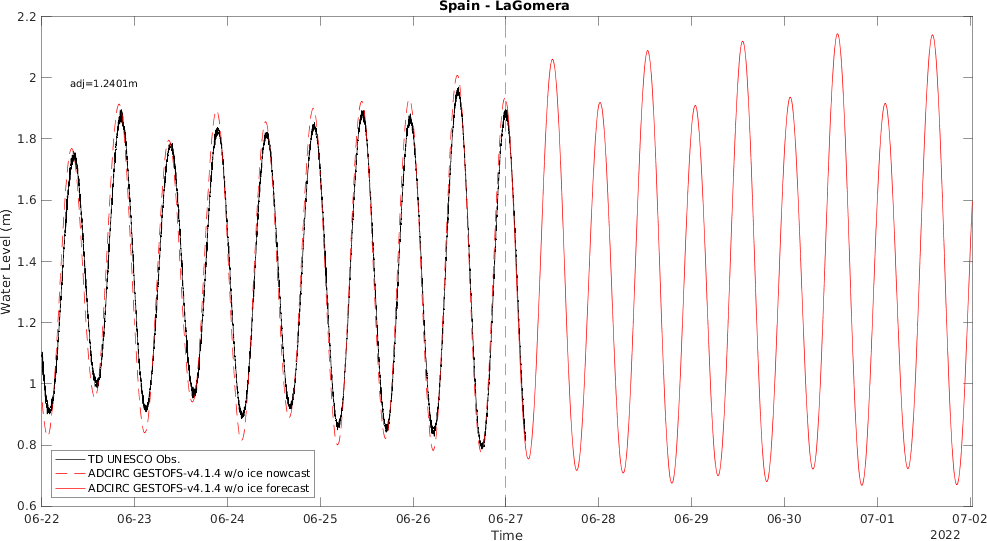 Spain - LaGomera
2.2
2
1.8
1.6
1.4
1.2
1
0.8
0.6
Water Level (m)
adj=1.2401m
TD UNESCO Obs.
ADCIRC GESTOFS-v4.1.4 w/o ice nowcast
ADCIRC GESTOFS-v4.1.4 w/o ice forecast
06-22 06-23 06-24 06-25 06-26 06-27 06-28 06-29 06-30 07-01 07-02
Time
2022